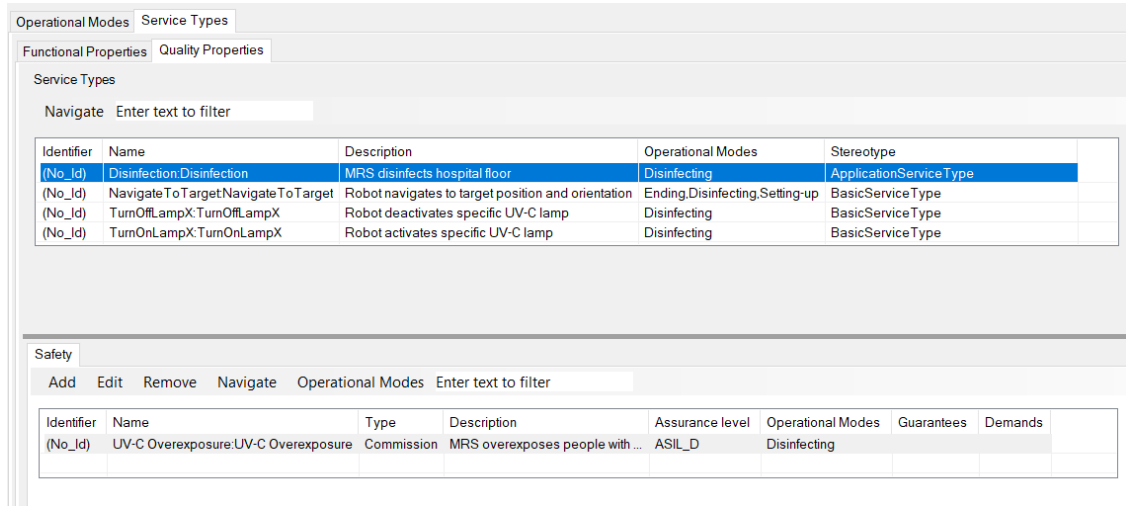 Operational Modes Service Types
Functional Properties Quality Properties
Service Types
Navigate Enter text to filter
Identifier Name Description Operational Modes Stereotype
(No_Id) Disinfection:Disinfection MRS disinfects hospital floor Disinfecting ApplicationServiceType
(No_Id) NavigateToTarget:NavigateToTarget Robot navigates to target position and orientation Ending,Disinfecting,Setting-up BasicServiceType
(No_Id) TurnOffLampX:TurnOffLampX Robot deactivates specific UV-C lamp Disinfecting BasicServiceType
(No_Id) TurnOnLampX:TurnOnLampX Robot activates specific UV-C lamp Disinfecting BasicServiceType
Safety
Add Edit Remove Navigate Operational Modes Enter text to filter
Identifier Name Type Description Assurance level Operational Modes Guarantees Demands
(No_Id) UV-C Overexposure:UV-C Overexposure Commission MRS overexposes people with ... ASIL_D Disinfecting